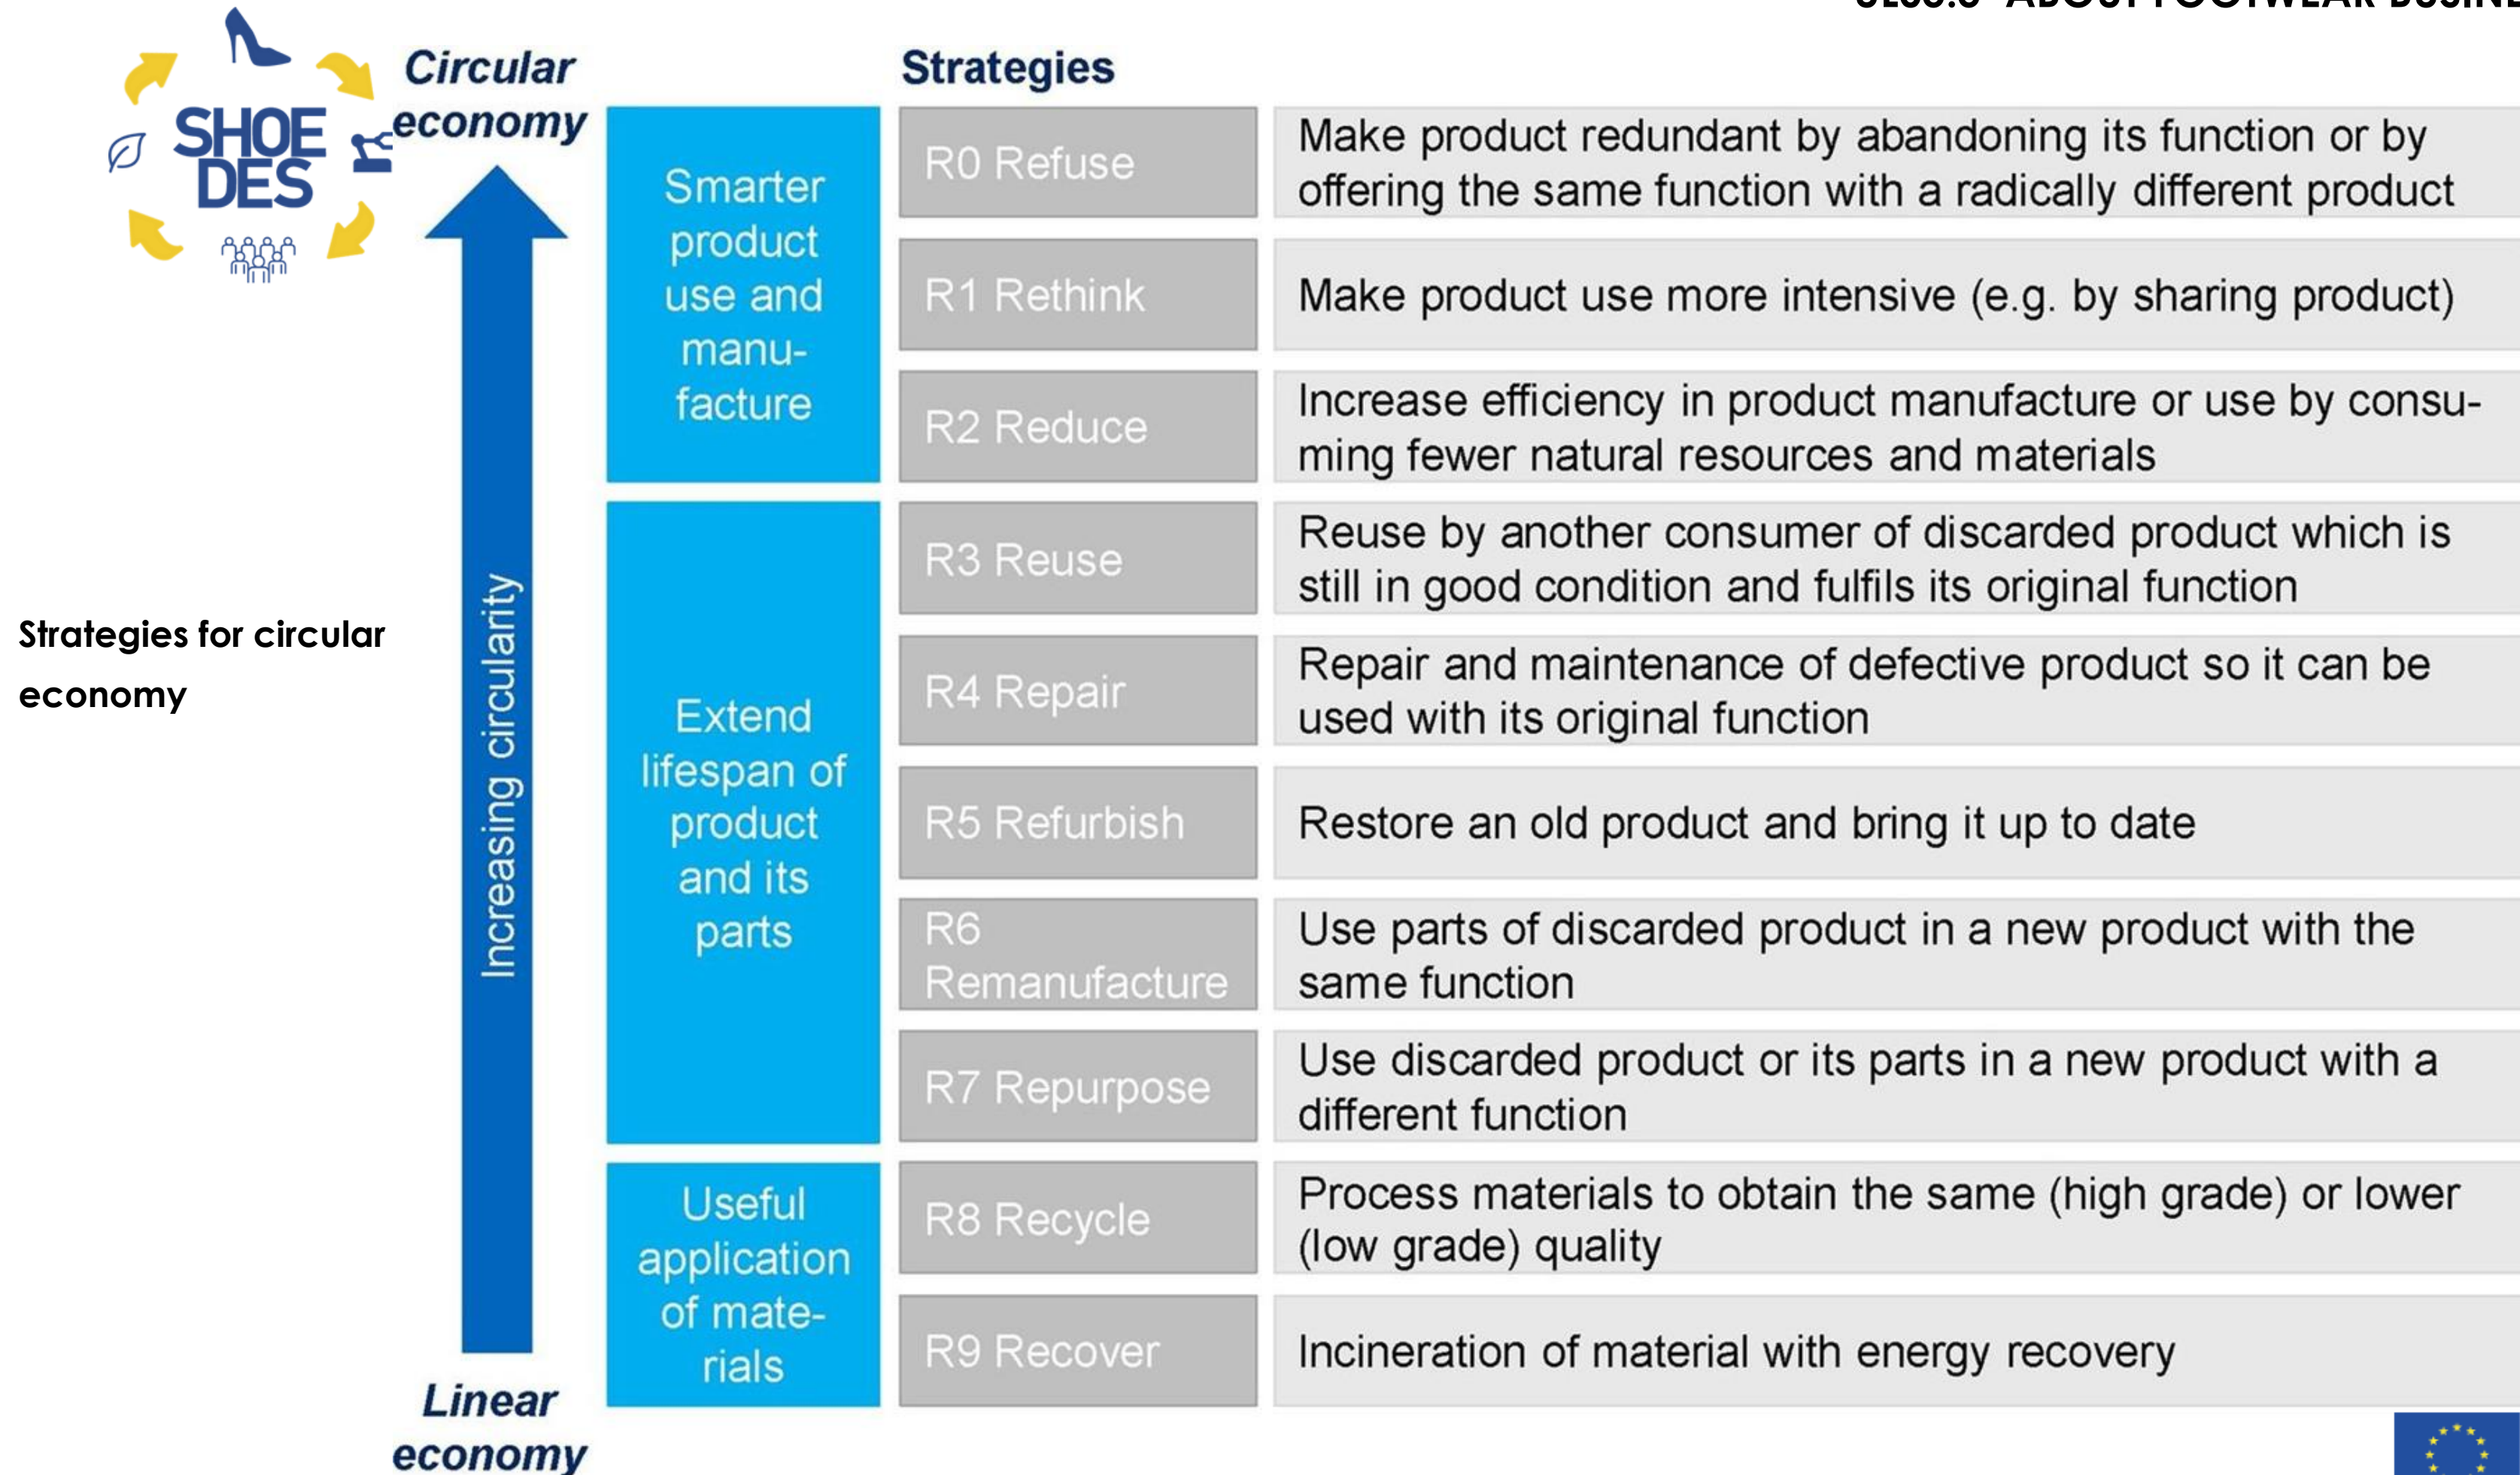 ABOUT FOOTWEAR BUSINE
SHOE
DES
Circular
economy
Strategies
Smarter
product
use and
manu-
facture
R0 Refuse
Make product redundant by abandoning its function or by
offering the same function with a radically different product
R1 Rethink
Make product use more intensive (e.g. by sharing product)
R2 Reduce
Increase efficiency in product manufacture or use by consu-
ming fewer natural resources and materials
Strategies for circular
economy
Increasing circularity
Extend
lifespan of
product
and its
parts
R3 Reuse
Reuse by another consumer of discarded product which is
still in good condition and fulfils its original function
R4 Repair
Repair and maintenance of defective product so it can be
used with its original function
R5 Refurbish
Restore an old product and bring it up to date
R6
Remanufacture
Use parts of discarded product in a new product with the
same function
R7 Repurpose
Use discarded product or its parts in a new product with a
different function
Useful
application
of mate-
rials
R8 Recycle
Process materials to obtain the same (high grade) or lower
(low grade) quality
R9 Recover
Incineration of material with energy recovery
Linear
economy